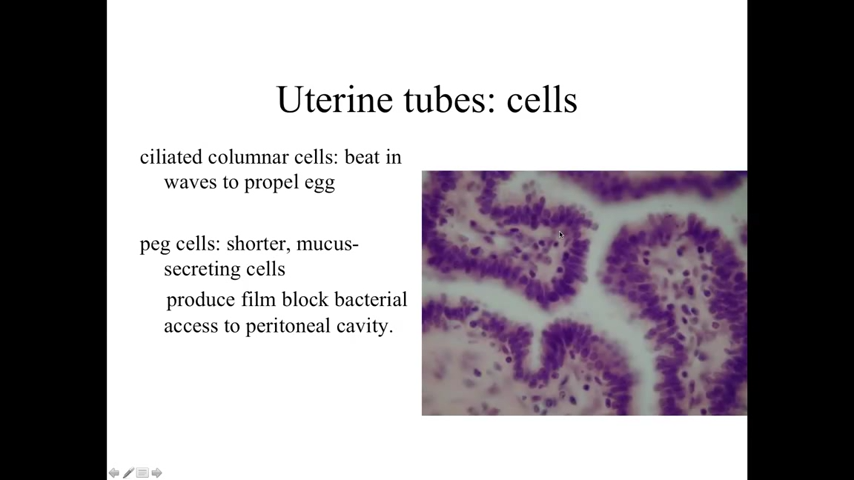 Uterine tubes: cells
ciliated columnar cells: beat in
waves to propel egg
peg cells: shorter, mucus-
secreting cells
produce film block bacterial
access to peritoneal cavity.